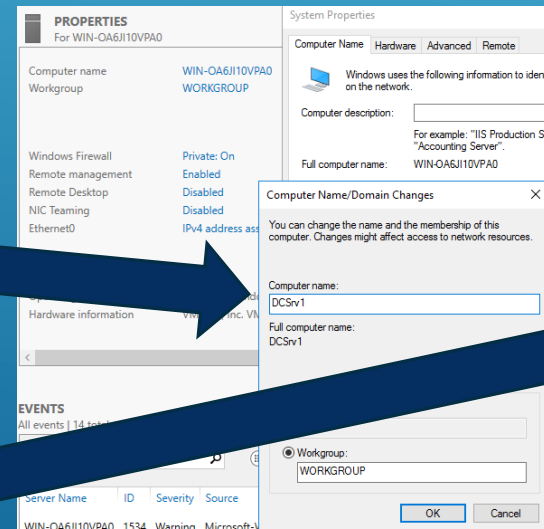 PROPERTIES
For WIN-OA6JI10VPA0
Computer name WIN-OA6JI10VPA0
Workgroup WORKGROUP
Windows Firewall Private: On
Remote management Enabled
Remote Desktop Disabled
NIC Teaming Disabled
Ethernet0 IPv4 address
Hardware information Inc.
EVENTS
All events | 14
Server Name ID Severity Source
WIN-OA6JI10VPA0 1534 Warning
System Properties
Computer Name Hardware Advanced Remote
Windows uses the following information to
on the network.
Computer description:
For example: "IIS Production
"Accounting Server".
Full computer name: WIN-OA6JI10VPA0
Computer Name/Domain Changes
You can change the name and the membership of this
computer. Changes might affect access to network resources.
Computer name:
DCSrv1
Full computer name:
DCSrv1
Workgroup:
WORKGROUP
OK Cancel